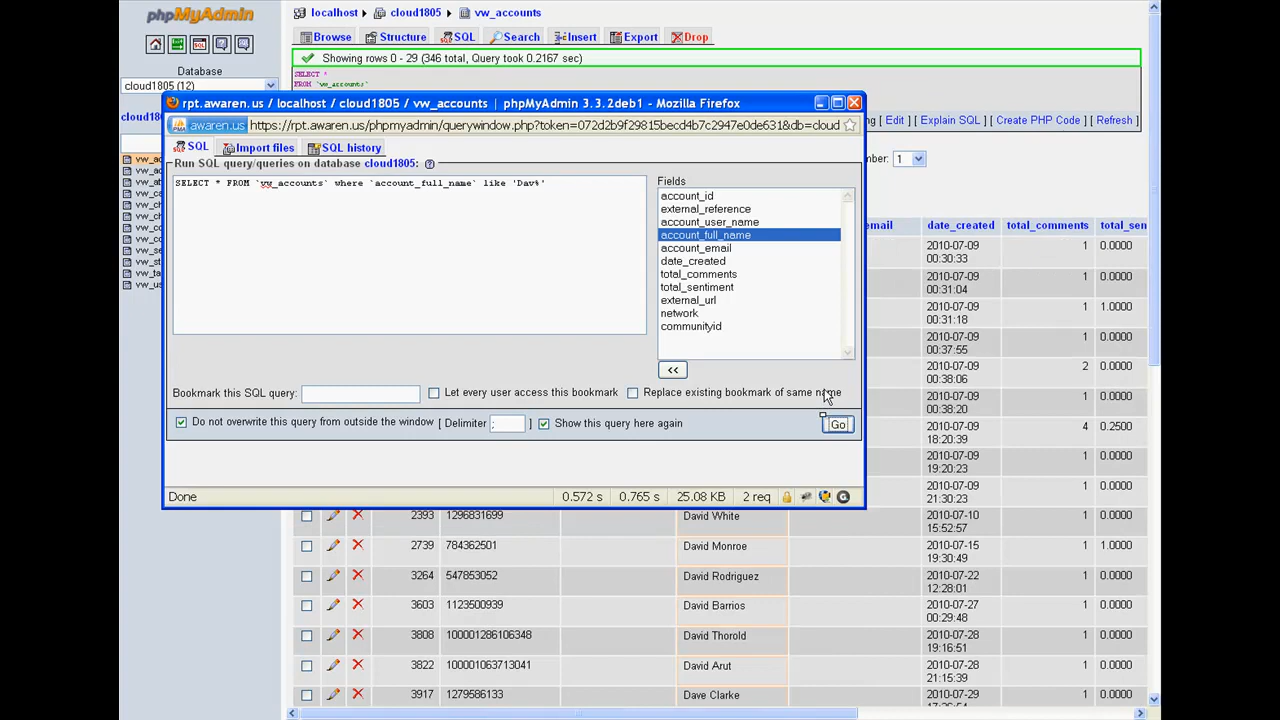 phpMyAdmin
Database
cloud1805 (12)
localhost
cloud1805
vw_accounts
Browse
Structure
SQL
Search
Insert
Export
Drop
Showing rows 0 - 29 (346 total, Query took 0.2167 sec)
SELECT *
FROM `vw_accounts`
[ Edit ] [ Explain SQL ] [ Create PHP Code ] [ Refresh ]
1
rpt.awaren.us / localhost / cloud1805 / vw_accounts | phpMyAdmin 3.3.2deb1 - Mozilla Firefox
awaren.us
https://rpt.awaren.us/phpmyadmin/querywindow.php?token=072d2b9f29815becd4b7c2947e0de631&db=cloud
SQL
Import files
SQL history
Run SQL query/queries on database cloud1805:
SELECT * FROM `vw_accounts` where `account_full_name` like 'Dav%'
Fields
account_id
external_reference
account_user_name
account_full_name
account_email
date_created
total_comments
total_sentiment
external_url
network
communityid
<<
Bookmark this SQL query:
Let every user access this bookmark
Replace existing bookmark of same name
Do not overwrite this query from outside the window
[ Delimiter ; ]
Show this query here again
Go
Done
0.572 s
0.765 s
25.08 KB
2 req
email date_created total_comments total_sen
2010-07-09 00:30:33 1 0.0000
2010-07-09 00:31:04 1 0.0000
2010-07-09 00:31:18 1 1.0000
2010-07-09 00:37:55 1 0.0000
2010-07-09 00:38:06 2 0.0000
2010-07-09 00:38:20 1 0.0000
2010-07-09 18:20:39 4 0.2500
2010-07-09 19:20:23 1 0.0000
2010-07-09 21:30:23 1 0.0000
2393 1296831699 David White 2010-07-10 15:52:57 1 0.0000
2739 784362501 David Monroe 2010-07-15 19:30:49 1 1.0000
3264 547853052 David Rodriguez 2010-07-22 12:28:01 1 0.0000
3603 1123500939 David Barrios 2010-07-27 00:29:48 1 0.0000
3808 100001286106348 David Thorold 2010-07-28 19:16:51 1 0.0000
3822 100001063713041 David Arut 2010-07-28 21:15:39 1 0.0000
3917 1279586133 Dave Clarke 2010-07-29 1 0.0000